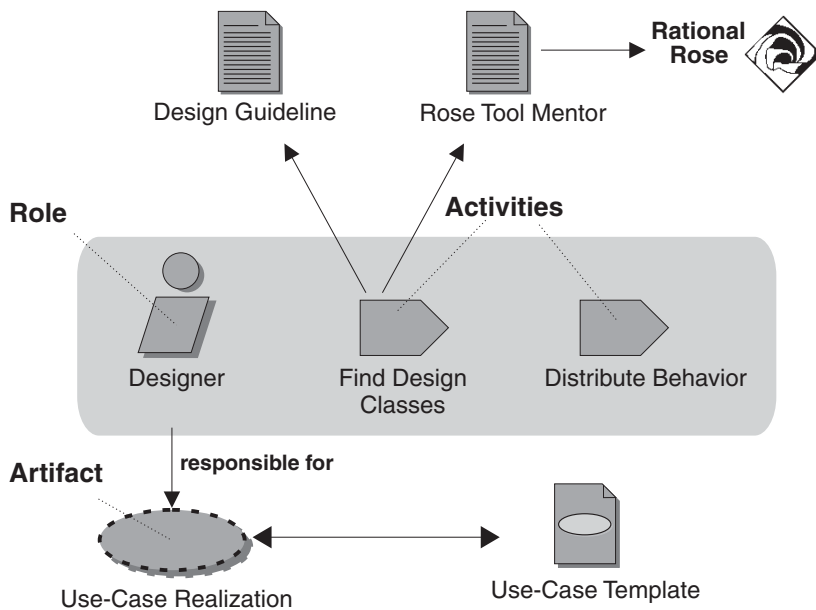 Rational
Rose
Design Guideline
Rose Tool Mentor
Role
Activities
Designer
Find Design
Classes
Distribute Behavior
responsible for
Artifact
Use-Case Realization
Use-Case Template